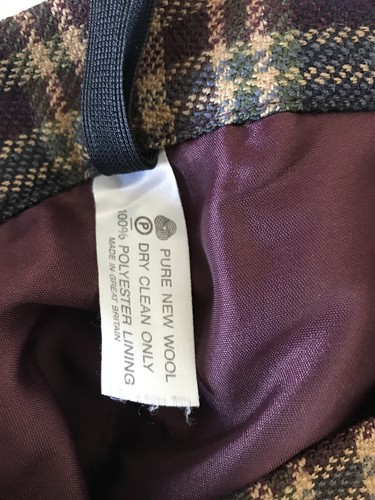 PURE NEW WOOL
Ⓟ DRY CLEAN ONLY
100% POLYESTER LINING
MADE IN GREAT BRITAIN